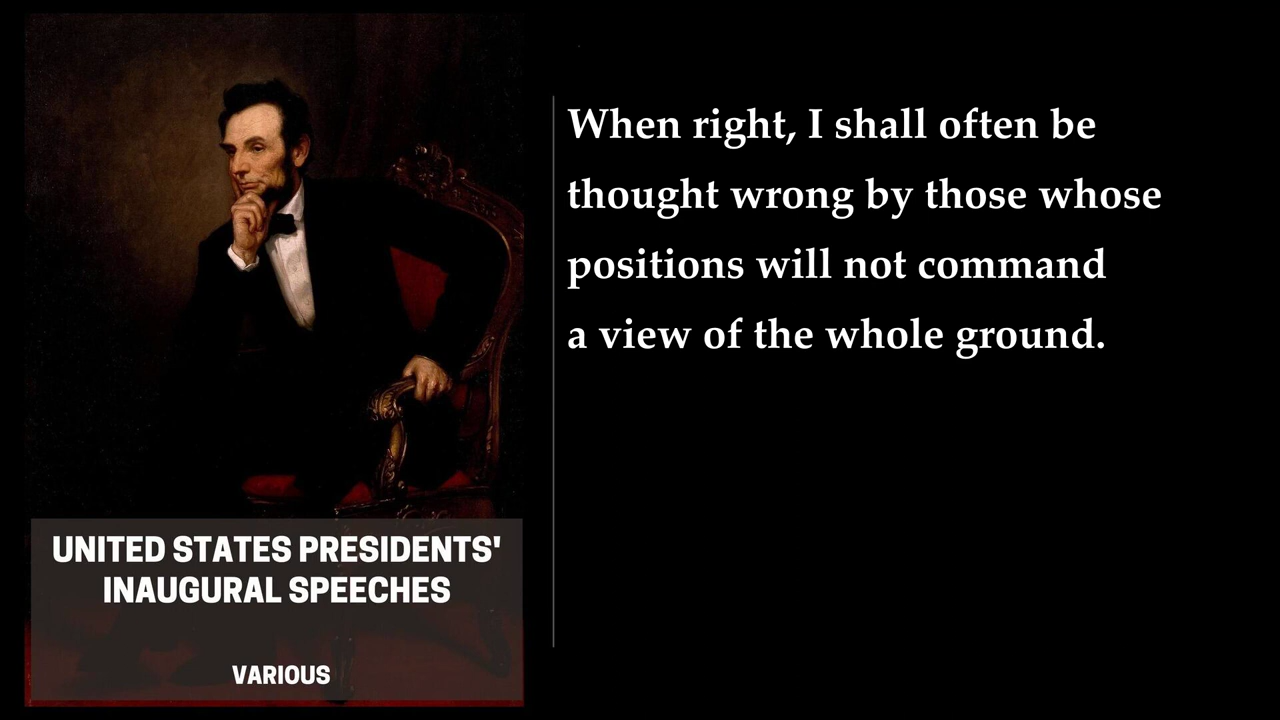 When right, I shall often be
thought wrong by those whose
positions will not command
a view of the whole ground.
UNITED STATES PRESIDENTS'
INAUGURAL SPEECHES
VARIOUS